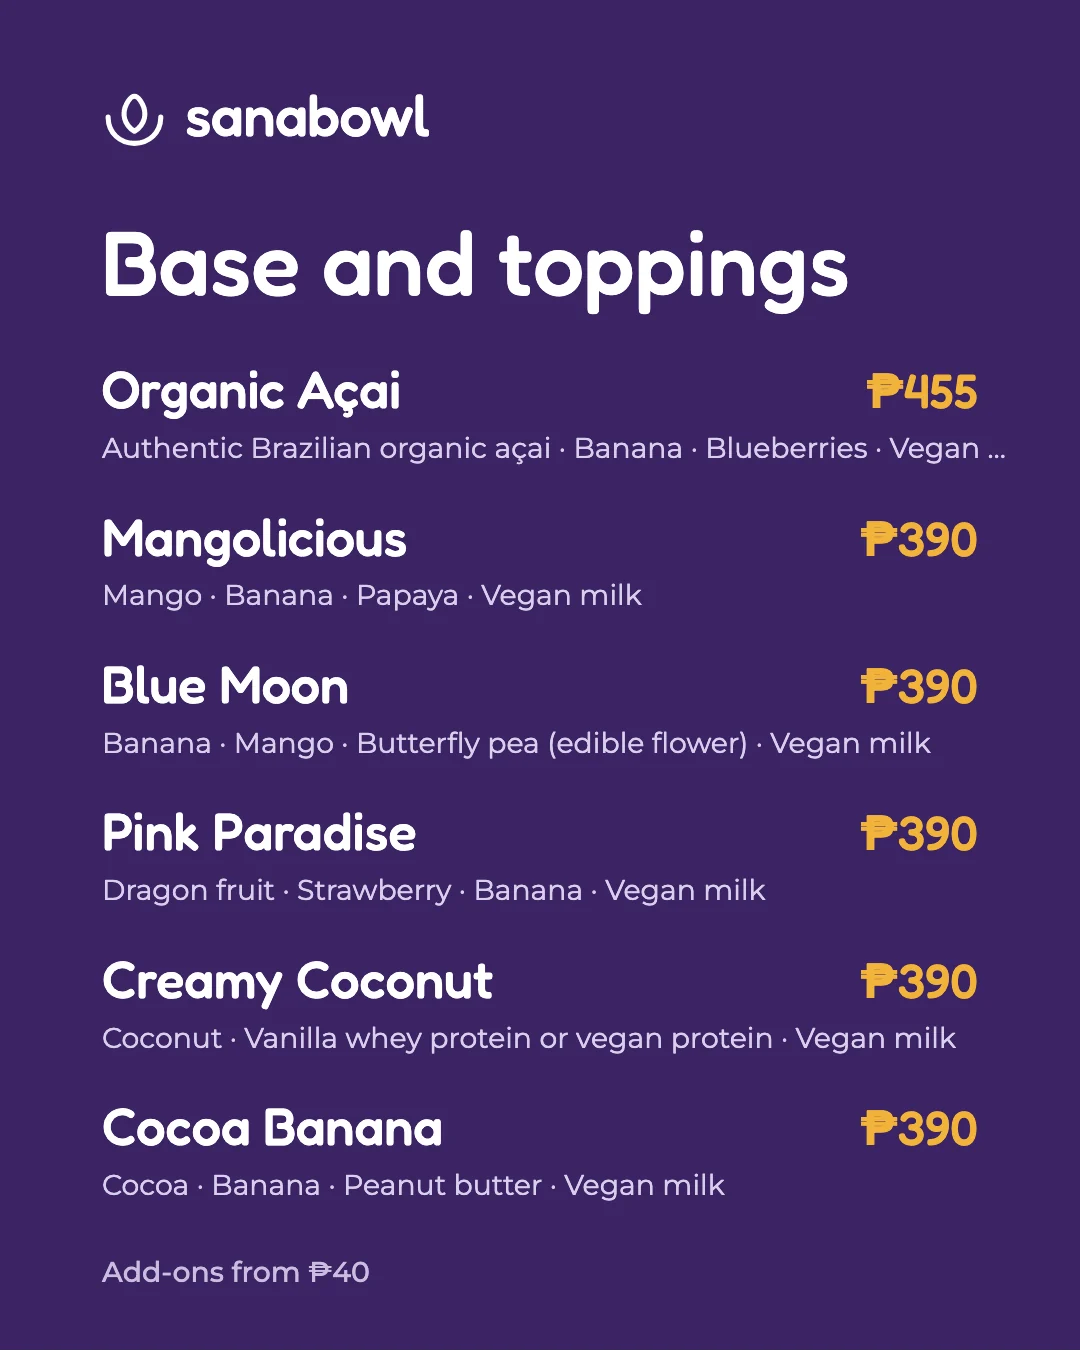 sanabowl
Base and toppings
Organic Açai ₱455
Authentic Brazilian organic açai · Banana · Blueberries · Vegan ...
Mangolicious ₱390
Mango · Banana · Papaya · Vegan milk
Blue Moon ₱390
Banana · Mango · Butterfly pea (edible flower) · Vegan milk
Pink Paradise ₱390
Dragon fruit · Strawberry · Banana · Vegan milk
Creamy Coconut ₱390
Coconut · Vanilla whey protein or vegan protein · Vegan milk
Cocoa Banana ₱390
Cocoa · Banana · Peanut butter · Vegan milk
Add-ons from ₱40